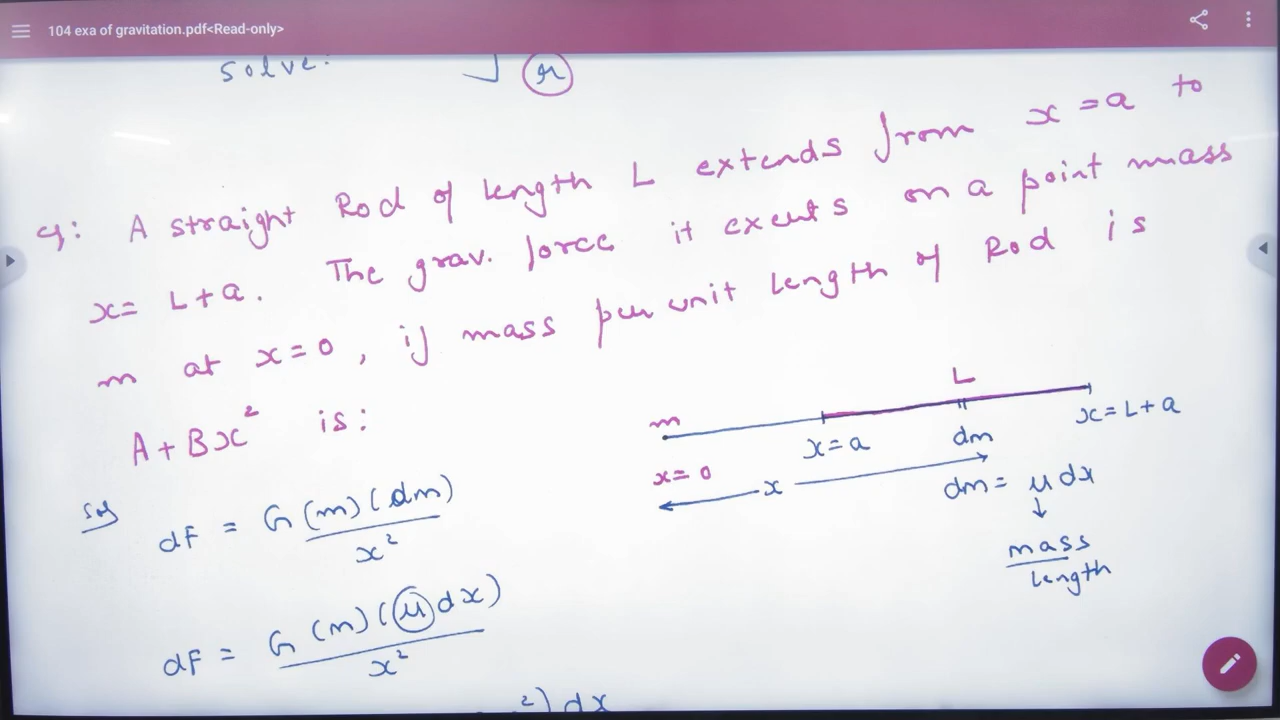 104 exa of gravitation.pdf<Read-only>
solve.
r
Q: A straight Rod of length L extends from x = a to
x = L + a. The grav. force it exerts on a point mass
m at x = 0, if mass per unit length of Rod is
A + Bx² is:
L
m
x = a
dm
x = L + a
x = 0
x
dm = μ dx
↓
mass
length
Sol
dF = G (m) (dm)
x²
dF = G (m) (μ dx)
x²
²) dx